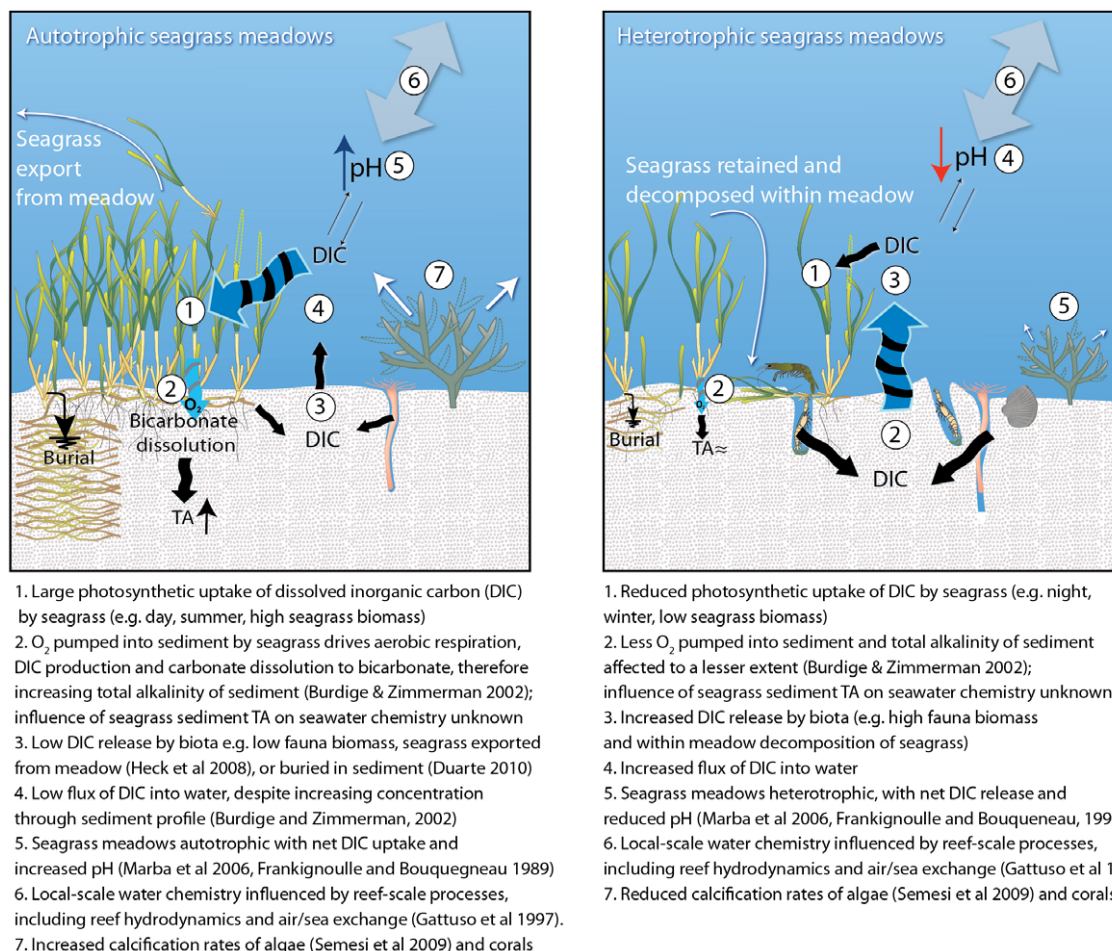 Autotrophic seagrass meadows
6
Seagrass
export
from meadow
pH
5
DIC
7
1
4
2
O2
3
Bicarbonate
dissolution
DIC
Burial
TA
1. Large photosynthetic uptake of dissolved inorganic carbon (DIC)
by seagrass (e.g. day, summer, high seagrass biomass)
2. O2 pumped into sediment by seagrass drives aerobic respiration,
DIC production and carbonate dissolution to bicarbonate, therefore
increasing total alkalinity of sediment (Burdige & Zimmerman 2002);
influence of seagrass sediment TA on seawater chemistry unknown
3. Low DIC release by biota e.g. low fauna biomass, seagrass exported
from meadow (Heck et al 2008), or buried in sediment (Duarte 2010)
4. Low flux of DIC into water, despite increasing concentration
through sediment profile (Burdige and Zimmerman, 2002)
5. Seagrass meadows autotrophic with net DIC uptake and
increased pH (Marba et al 2006, Frankignoulle and Bouquegneau 1989)
6. Local-scale water chemistry influenced by reef-scale processes,
including reef hydrodynamics and air/sea exchange (Gattuso et al 1997).
7. Increased calcification rates of algae (Semesi et al 2009) and corals
Heterotrophic seagrass meadows
6
pH
4
Seagrass retained and
decomposed within meadow
DIC
1
3
5
2
O2
Burial
TA≈
2
DIC
1. Reduced photosynthetic uptake of DIC by seagrass (e.g. night,
winter, low seagrass biomass)
2. Less O2 pumped into sediment and total alkalinity of sediment
affected to a lesser extent (Burdige & Zimmerman 2002);
influence of seagrass sediment TA on seawater chemistry unknown
3. Increased DIC release by biota (e.g. high fauna biomass
and within meadow decomposition of seagrass)
4. Increased flux of DIC into water
5. Seagrass meadows heterotrophic, with net DIC release and
reduced pH (Marba et al 2006, Frankignoulle and Bouqueneau, 199
6. Local-scale water chemistry influenced by reef-scale processes,
including reef hydrodynamics and air/sea exchange (Gattuso et al 1
7. Reduced calcification rates of algae (Semesi et al 2009) and corals